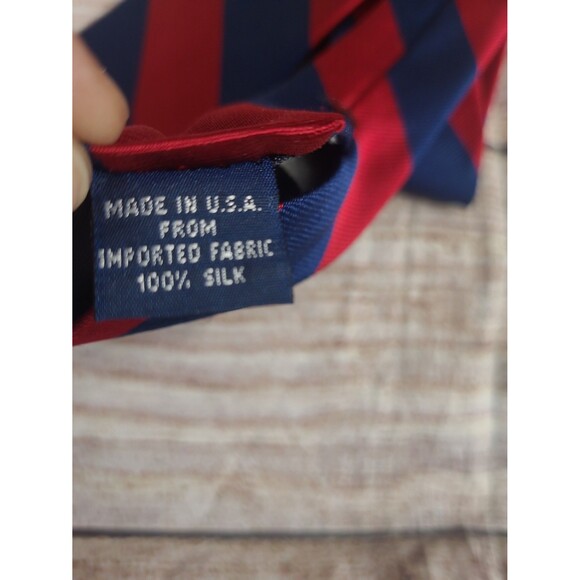 MADE IN U.S.A.
FROM
IMPORTED FABRIC
100% SILK